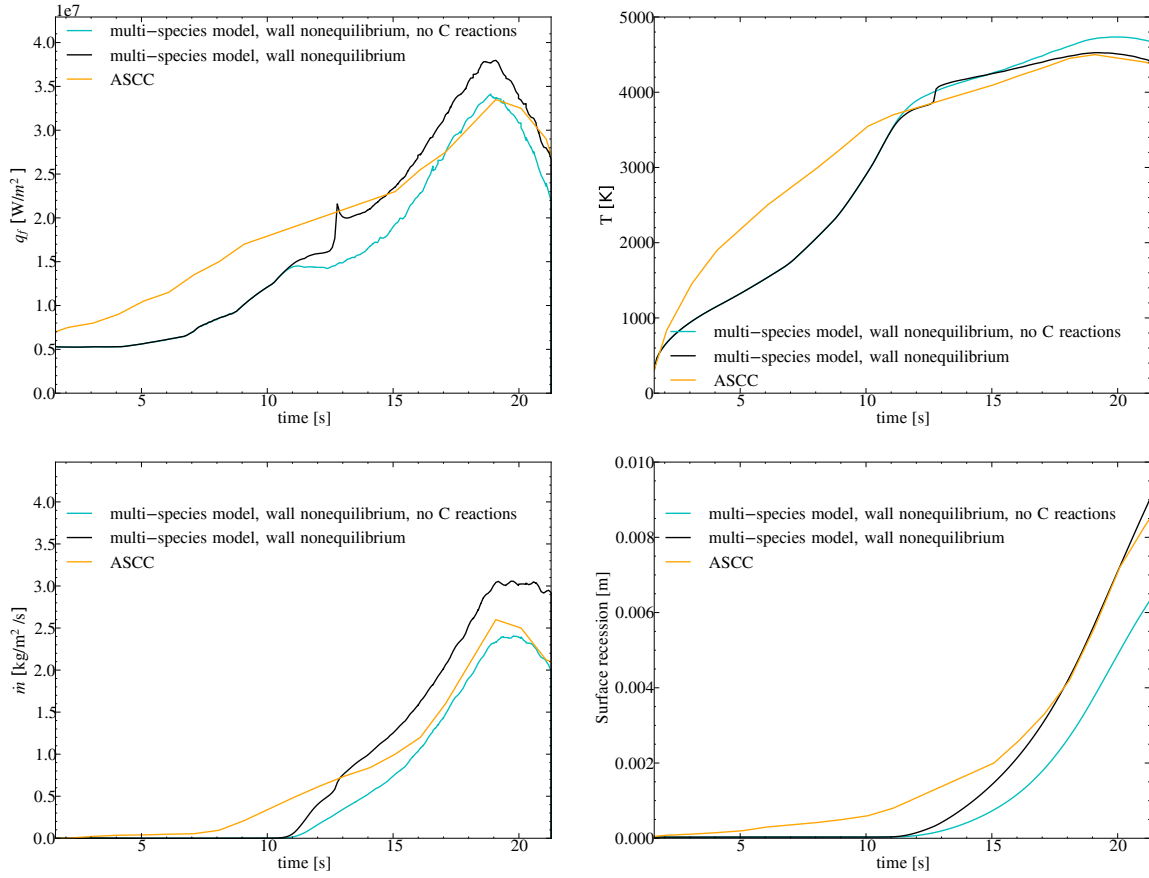 1e7
4.0
3.5
3.0
2.5
2.0
1.5
1.0
0.5
0.0
q_f [W/m²]
multi−species model, wall nonequilibrium, no C reactions
multi−species model, wall nonequilibrium
ASCC
5 10 15 20
time [s]
5000
4000
3000
2000
1000
0
T [K]
multi−species model, wall nonequilibrium, no C reactions
multi−species model, wall nonequilibrium
ASCC
5 10 15 20
time [s]
4.0
3.5
3.0
2.5
2.0
1.5
1.0
0.5
0.0
ṁ [kg/m² /s]
multi−species model, wall nonequilibrium, no C reactions
multi−species model, wall nonequilibrium
ASCC
5 10 15 20
time [s]
0.010
0.008
0.006
0.004
0.002
0.000
Surface recession [m]
multi−species model, wall nonequilibrium, no C reactions
multi−species model, wall nonequilibrium
ASCC
5 10 15 20
time [s]